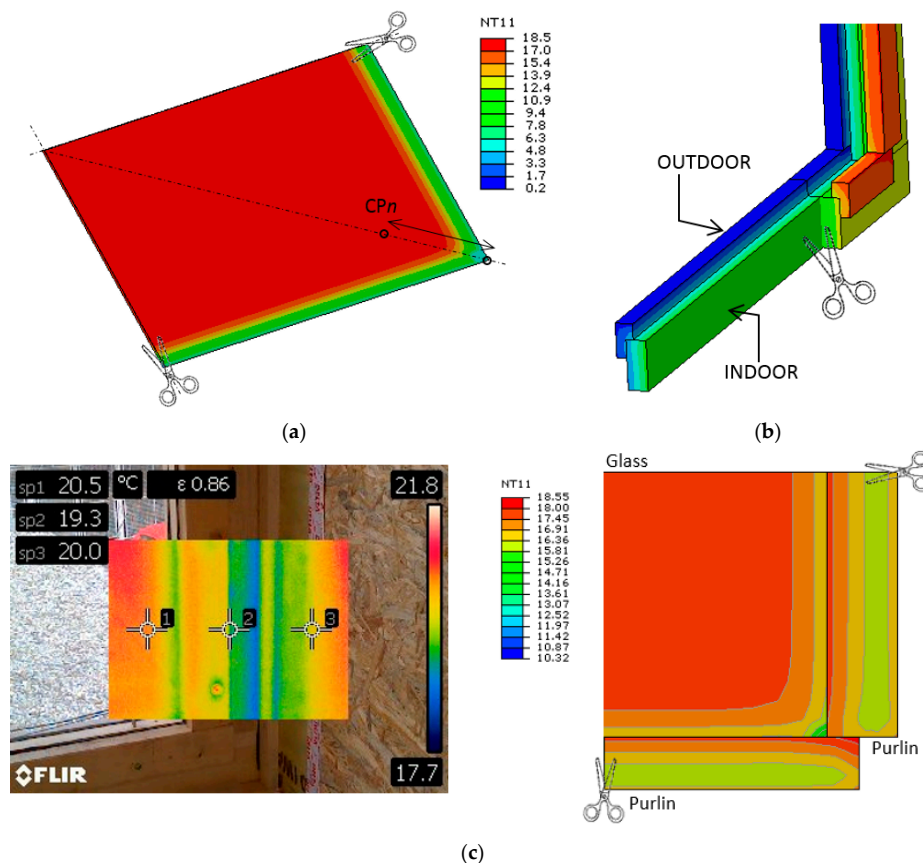 NT11
18.5
17.0
15.4
13.9
12.4
10.9
9.4
7.8
6.3
4.8
3.3
1.7
0.2
CPn
(a)
OUTDOOR
INDOOR
(b)
sp1 20.5 °C ε 0.86 21.8
sp2 19.3
sp3 20.0
1 2 3
FLIR 17.7
NT11
18.55
18.00
17.45
16.91
16.36
15.81
15.26
14.71
14.16
13.61
13.07
12.52
11.97
11.42
10.87
10.32
Glass
Purlin
Purlin
(c)